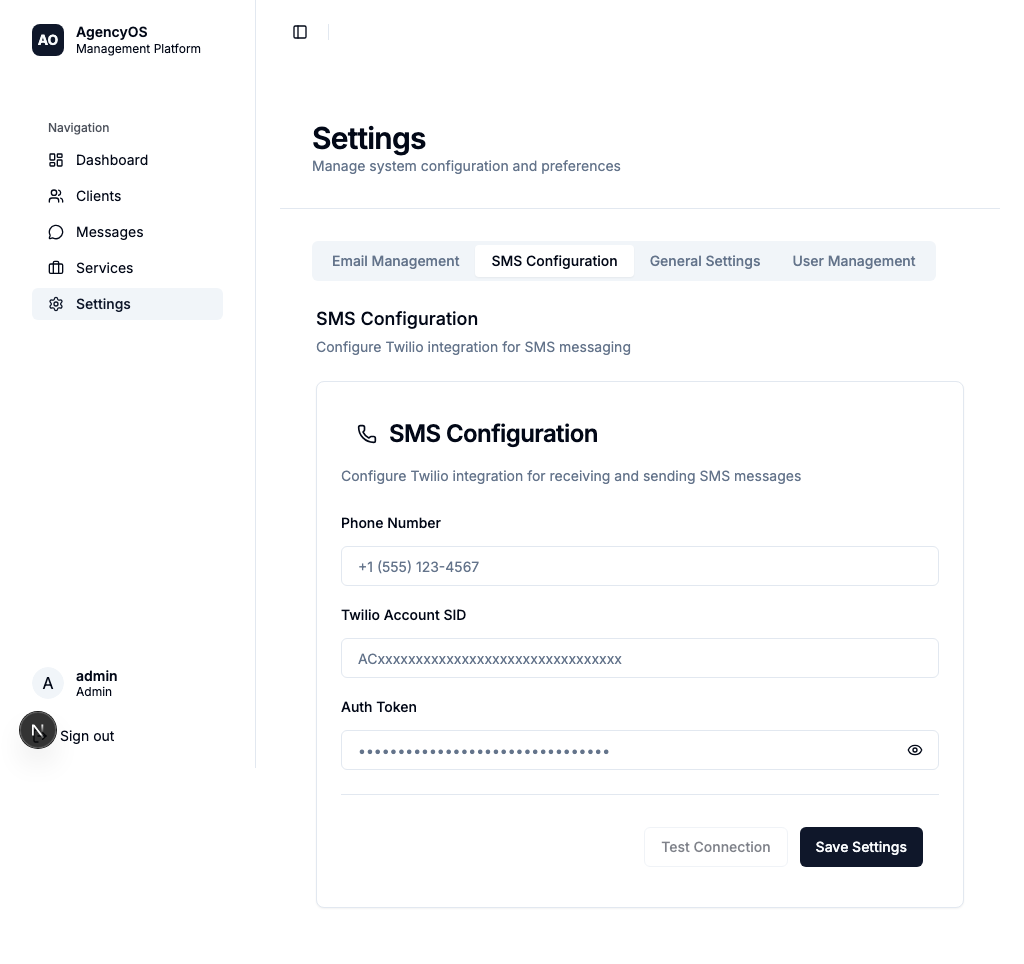 AO
AgencyOS
Management Platform
Navigation
Dashboard
Clients
Messages
Services
Settings
A
admin
Admin
N
Sign out
Settings
Manage system configuration and preferences
Email Management
SMS Configuration
General Settings
User Management
SMS Configuration
Configure Twilio integration for SMS messaging
SMS Configuration
Configure Twilio integration for receiving and sending SMS messages
Phone Number
+1 (555) 123-4567
Twilio Account SID
ACxxxxxxxxxxxxxxxxxxxxxxxxxxxxxxxx
Auth Token
••••••••••••••••••••••••••••••••
Test Connection
Save Settings